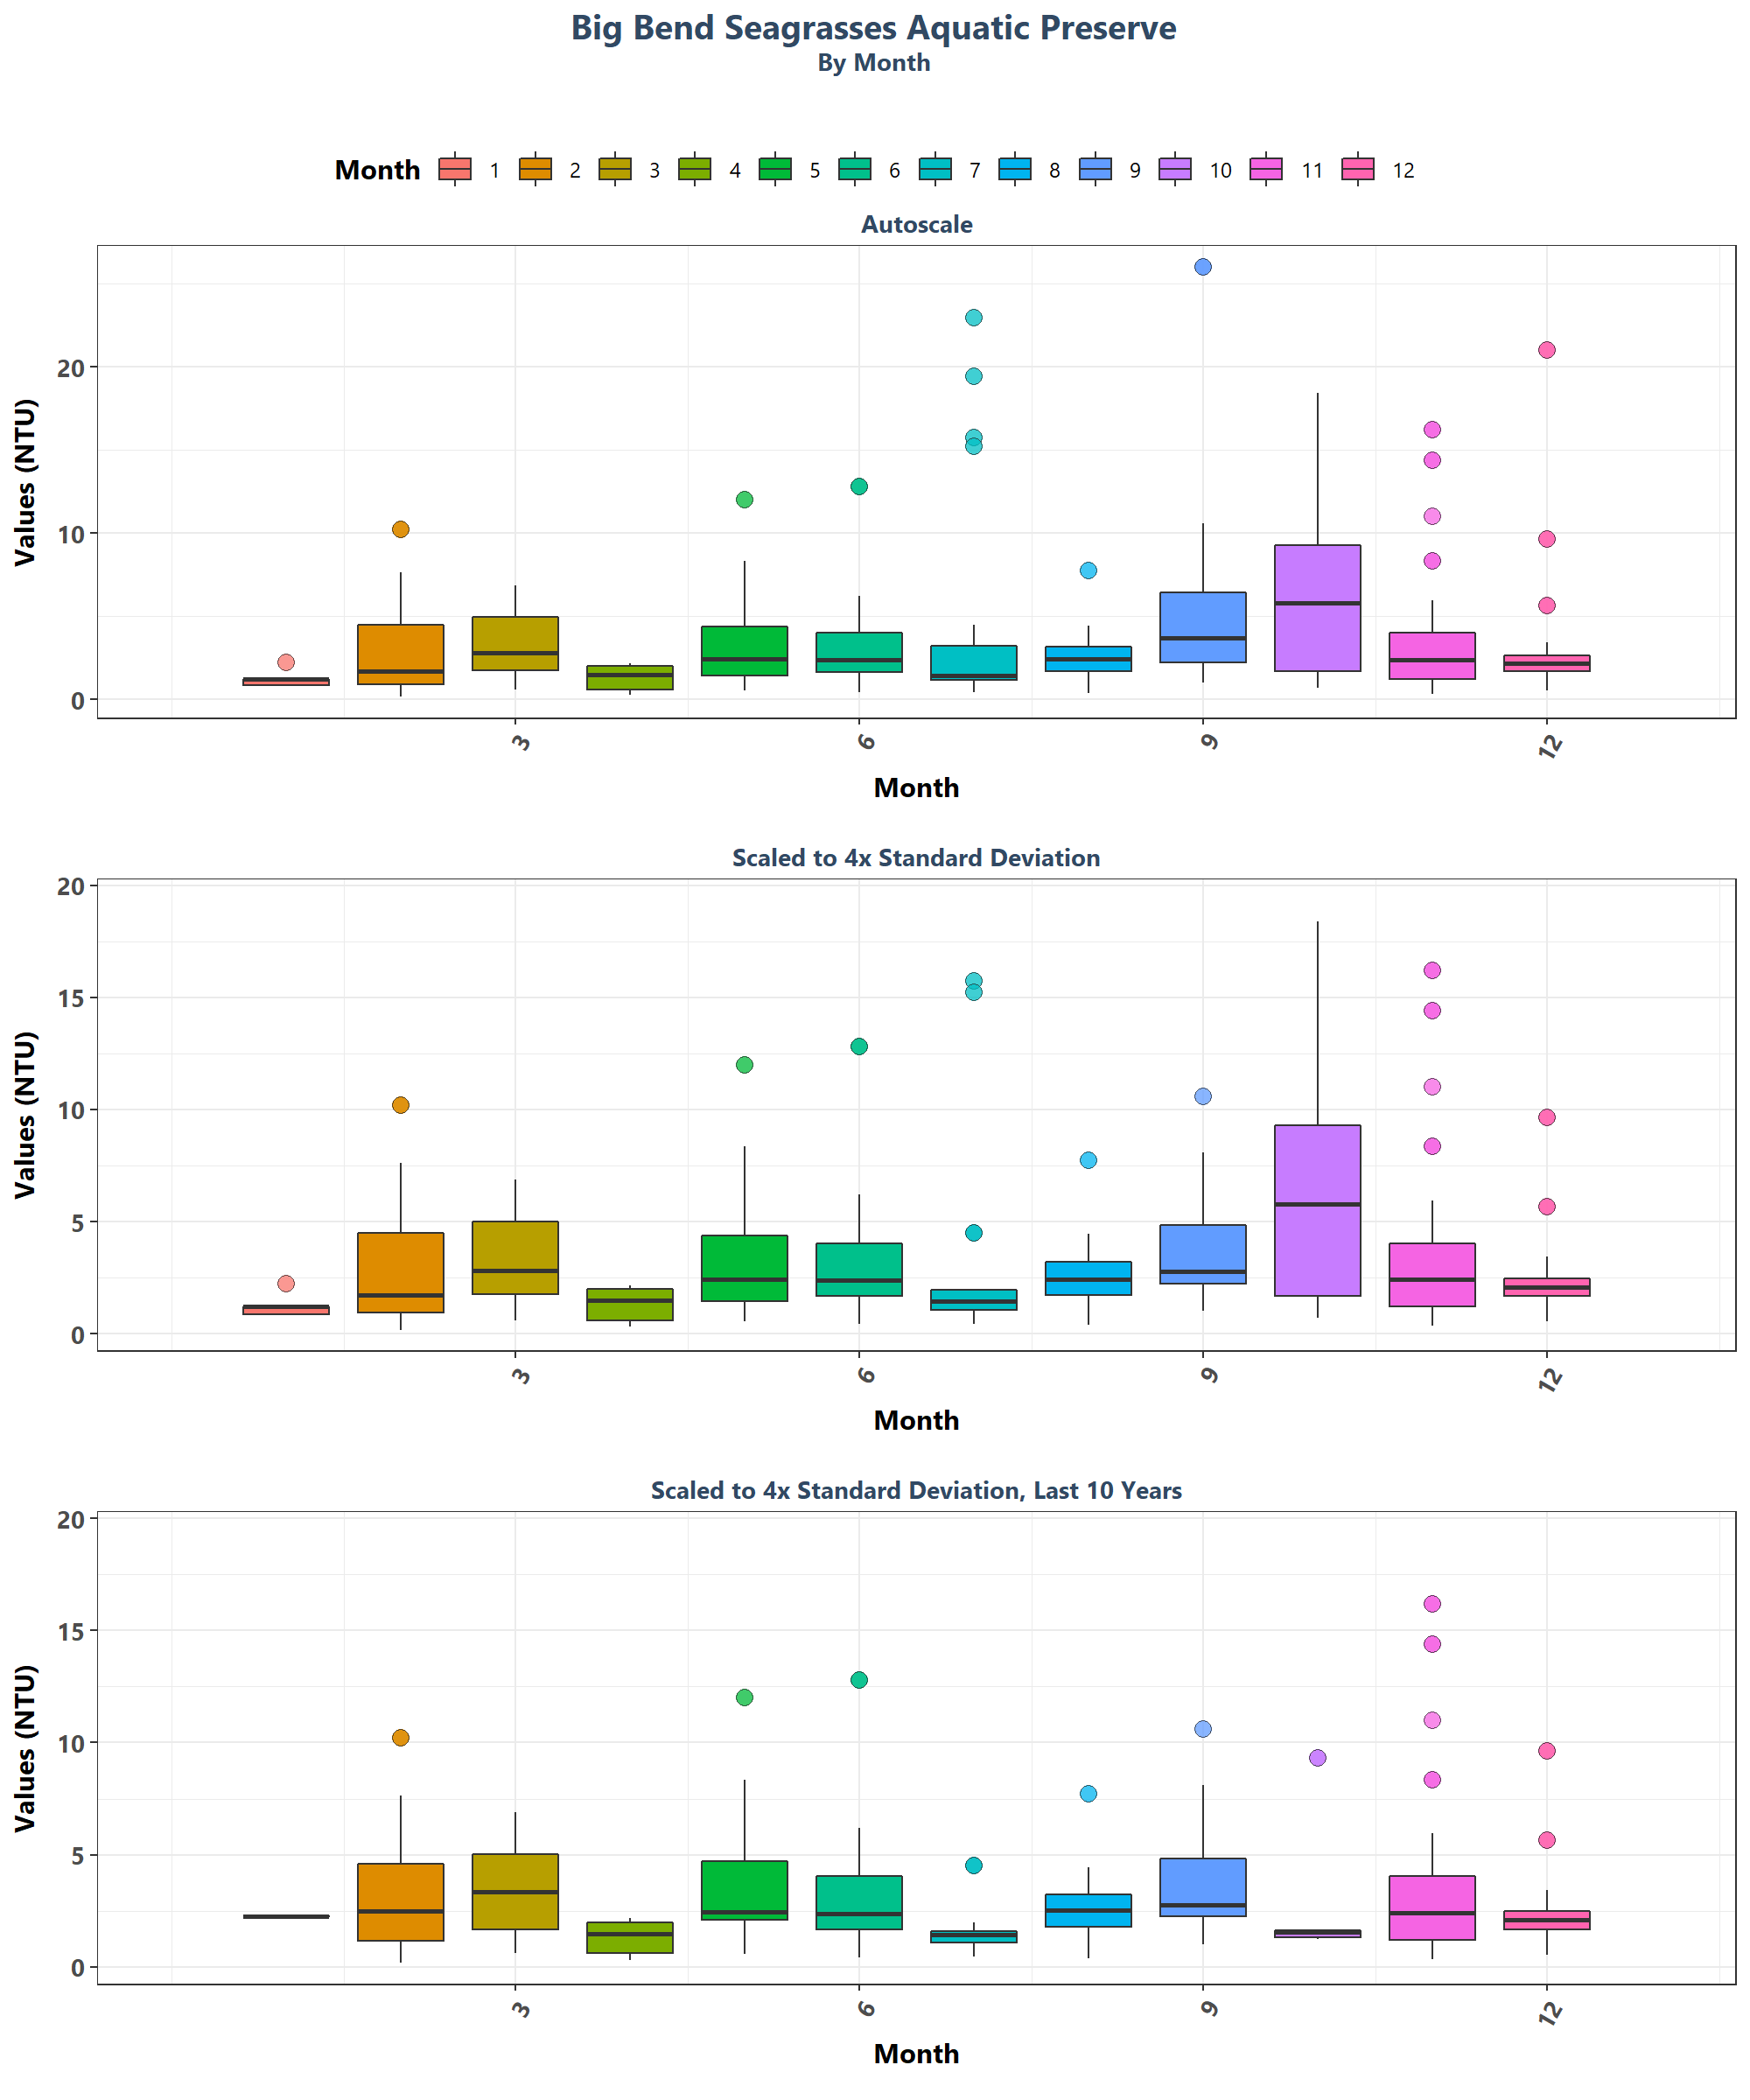 Big Bend Seagrasses Aquatic Preserve
By Month
Month 1 2 3 4 5 6 7 8 9 10 11 12
Autoscale
Values (NTU)
20
10
0
3 6 9 12
Month
Scaled to 4x Standard Deviation
Values (NTU)
20
15
10
5
0
3 6 9 12
Month
Scaled to 4x Standard Deviation, Last 10 Years
Values (NTU)
20
15
10
5
0
3 6 9 12
Month